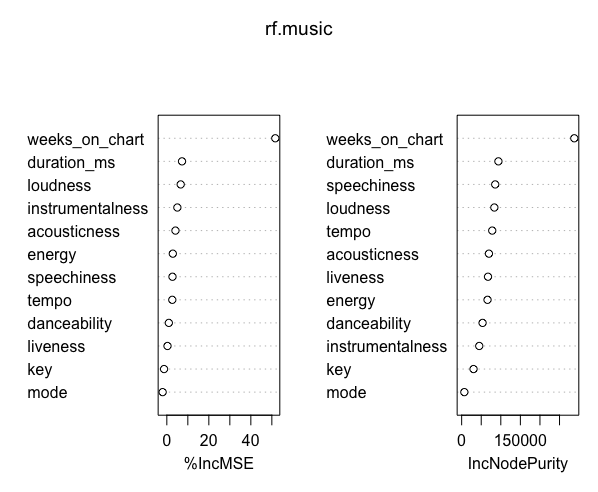 rf.music
weeks_on_chart
duration_ms
loudness
instrumentalness
acousticness
energy
speechiness
tempo
danceability
liveness
key
mode
0 20 40
%IncMSE
weeks_on_chart
duration_ms
speechiness
loudness
tempo
acousticness
liveness
energy
danceability
instrumentalness
key
mode
0 150000
IncNodePurity